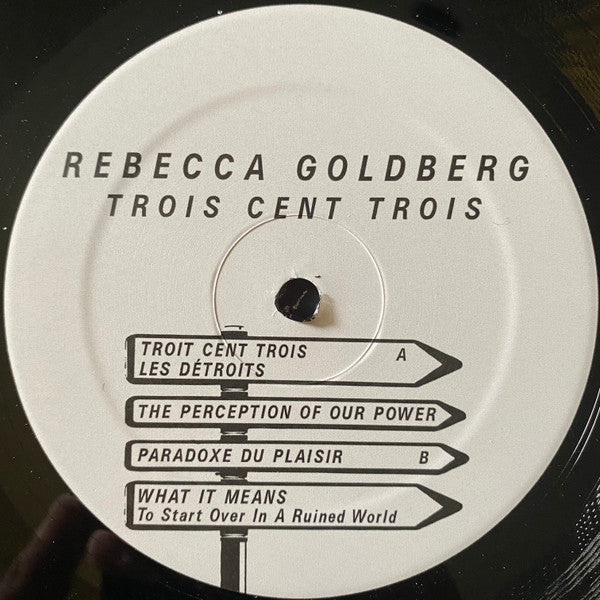 REBECCA GOLDBERG
TROIS CENT TROIS
TROIT CENT TROIS A
LES DÉTROITS
THE PERCEPTION OF OUR POWER
PARADOXE DU PLAISIR B
WHAT IT MEANS
To Start Over In A Ruined World